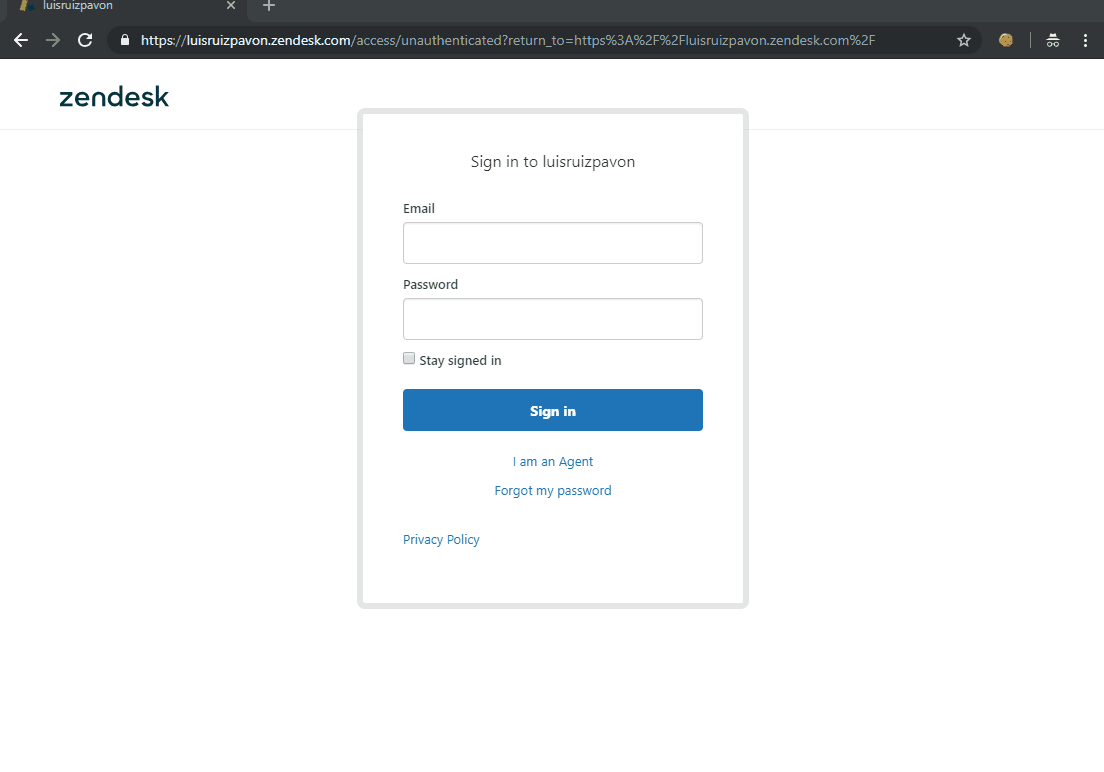 luisruizpavon
https://luisruizpavon.zendesk.com/access/unauthenticated?return_to=https%3A%2F%2Fluisruizpavon.zendesk.com%2F
zendesk
Sign in to luisruizpavon
Email
Password
Stay signed in
Sign in
I am an Agent
Forgot my password
Privacy Policy